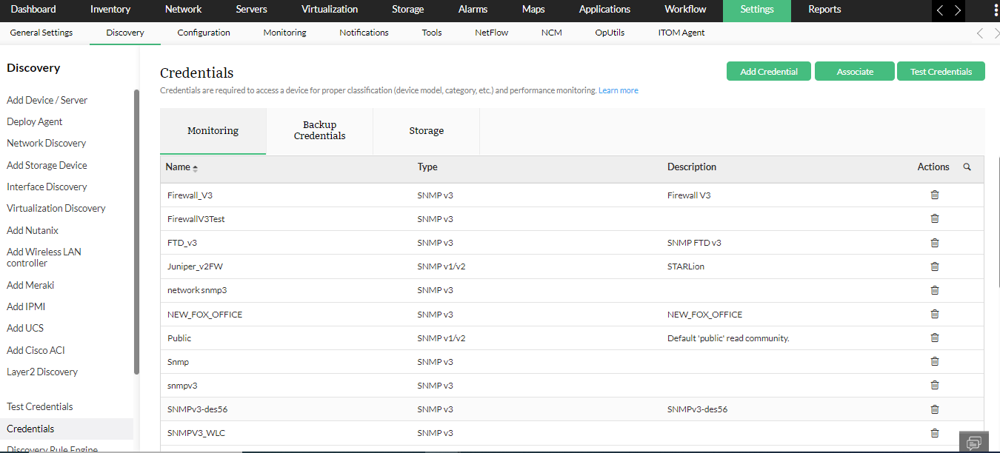 Dashboard Inventory Network Servers Virtualization Storage Alarms Maps Applications Workflow Settings Reports
General Settings Discovery Configuration Monitoring Notifications Tools NetFlow NCM OpUtils ITOM Agent
Discovery
Add Device / Server
Deploy Agent
Network Discovery
Add Storage Device
Interface Discovery
Virtualization Discovery
Add Nutanix
Add Wireless LAN
controller
Add Meraki
Add IPMI
Add UCS
Add Cisco ACI
Layer2 Discovery
Test Credentials
Credentials
Discovery Rule Engine
Credentials
Add Credential Associate Test Credentials
Credentials are required to access a device for proper classification (device model, category, etc.) and performance monitoring. Learn more
Monitoring
Backup
Credentials
Storage
Name Type Description Actions
Firewall_V3 SNMP v3 Firewall V3
FirewallV3Test SNMP v3
FTD_v3 SNMP v3 SNMP FTD v3
Juniper_v2FW SNMP v1/v2 STARLion
network snmp3 SNMP v3
NEW_FOX_OFFICE SNMP v3 NEW_FOX_OFFICE
Public SNMP v1/v2 Default 'public' read community.
Snmp SNMP v3
snmpv3 SNMP v3
SNMPv3-des56 SNMP v3 SNMPv3-des56
SNMPV3_WLC SNMP v3